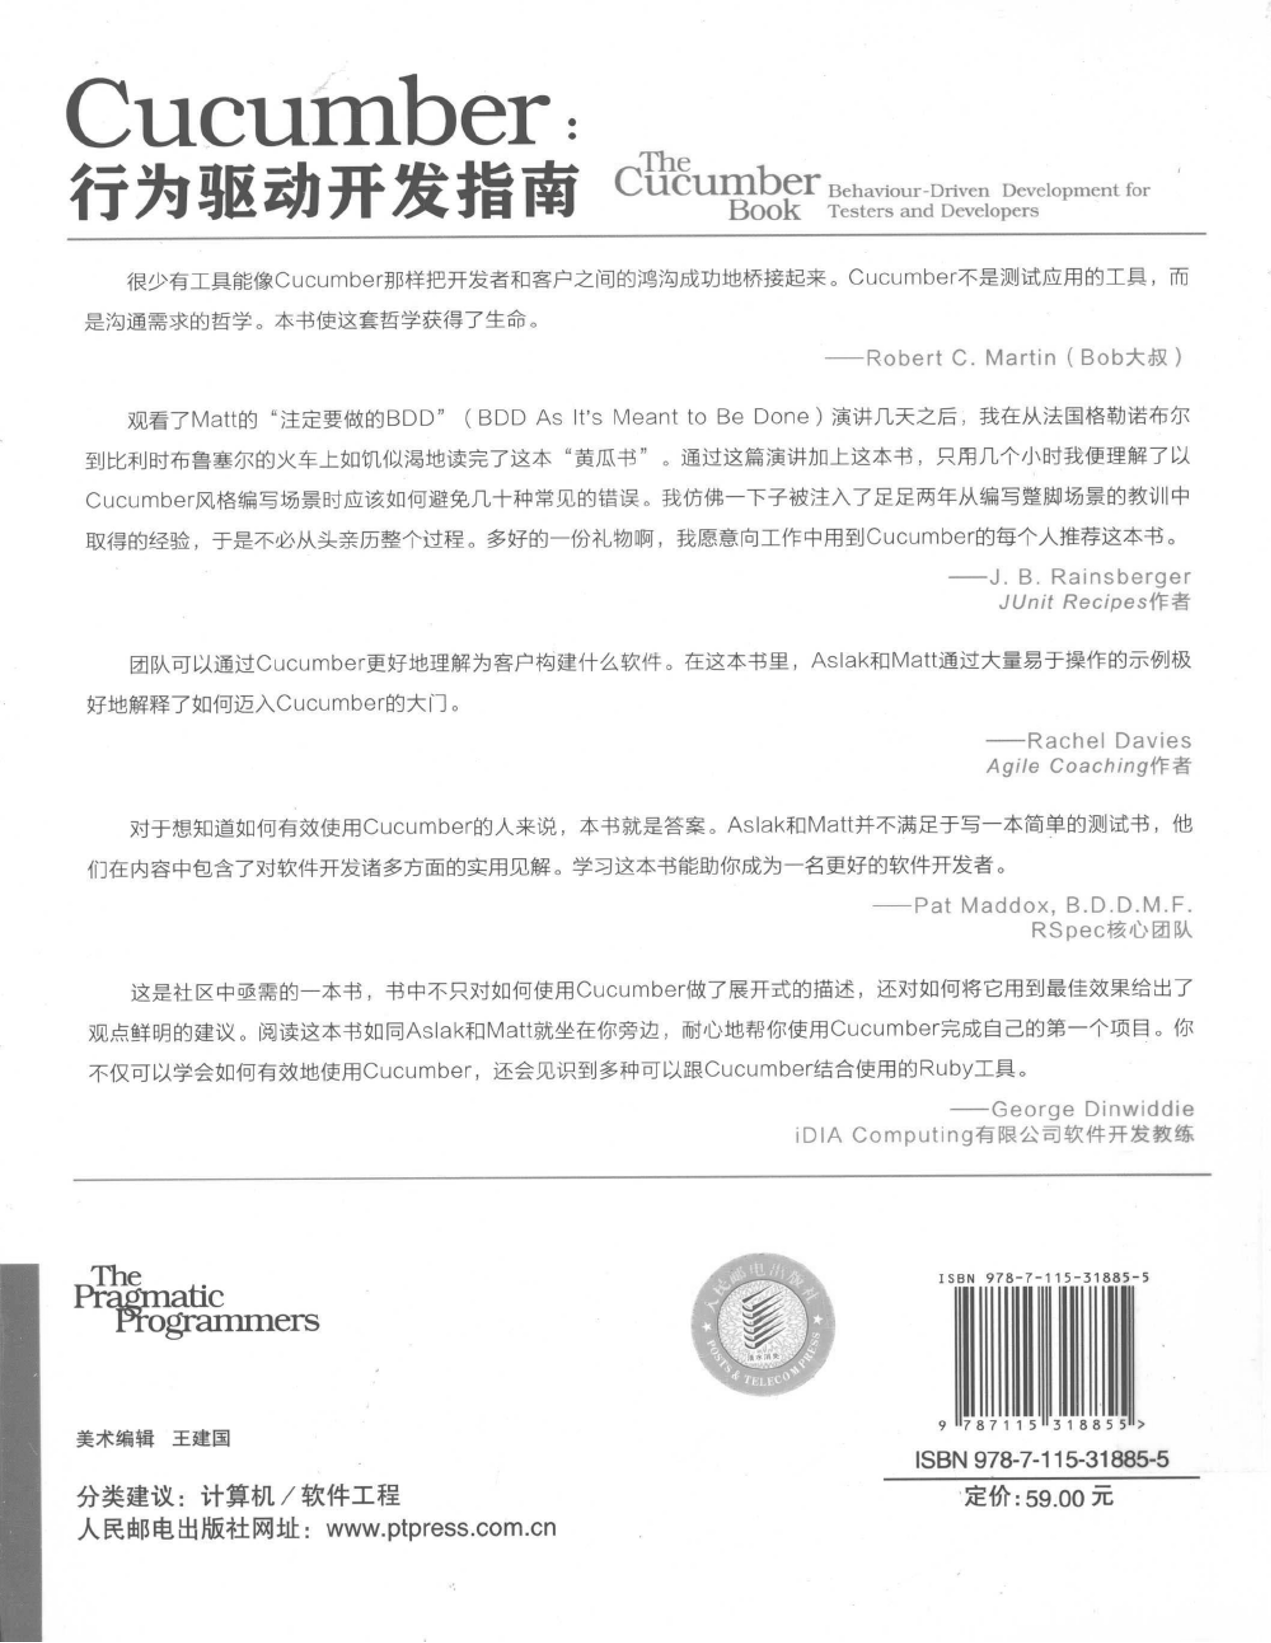 Cucumber:
行为驱动开发指南
The
Cucumber
Book
Behaviour-Driven Development for
Testers and Developers
很少有工具能像Cucumber那样把开发者和客户之间的鸿沟成功地桥接起来。Cucumber不是测试应用的工具，而
是沟通需求的哲学。本书使这套哲学获得了生命。
——Robert C. Martin（Bob大叔）
观看了Matt的“注定要做的BDD”（BDD As It's Meant to Be Done）演讲几天之后，我在从法国格勒诺布尔
到比利时布鲁塞尔的火车上如饥似渴地读完了这本“黄瓜书”。通过这篇演讲加上这本书，只用几个小时我便理解了以
Cucumber风格编写场景时应该如何避免几十种常见的错误。我仿佛一下子被注入了足足两年从编写蹩脚场景的教训中
取得的经验，于是不必从头亲历整个过程。多好的一份礼物啊，我愿意向工作中用到Cucumber的每个人推荐这本书。
——J. B. Rainsberger
JUnit Recipes作者
团队可以通过Cucumber更好地理解为客户构建什么软件。在这本书里，Aslak和Matt通过大量易于操作的示例极
好地解释了如何迈入Cucumber的大门。
——Rachel Davies
Agile Coaching作者
对于想知道如何有效使用Cucumber的人来说，本书就是答案。Aslak和Matt并不满足于写一本简单的测试书，他
们在内容中包含了对软件开发诸多方面的实用见解。学习这本书能助你成为一名更好的软件开发者。
——Pat Maddox, B.D.D.M.F.
RSpec核心团队
这是社区中亟需的一本书，书中不只对如何使用Cucumber做了展开式的描述，还对如何将它用到最佳效果给出了
观点鲜明的建议。阅读这本书如同Aslak和Matt就坐在你旁边，耐心地帮你使用Cucumber完成自己的第一个项目。你
不仅可以学会如何有效地使用Cucumber，还会见识到多种可以跟Cucumber结合使用的Ruby工具。
——George Dinwiddie
iDIA Computing有限公司软件开发教练
The
Pragmatic
Programmers
人民邮电出版社
POSTS & TELECOM PRESS
ISBN 978-7-115-31885-5
9 787115 318855 >
ISBN 978-7-115-31885-5
定价：59.00 元
美术编辑 王建国
分类建议：计算机／软件工程
人民邮电出版社网址：www.ptpress.com.cn